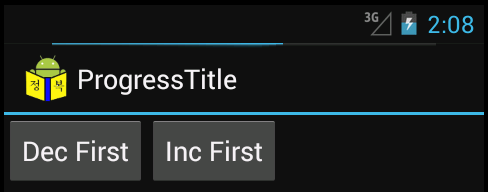 3G 2:08
정 복 ProgressTitle
Dec First Inc First